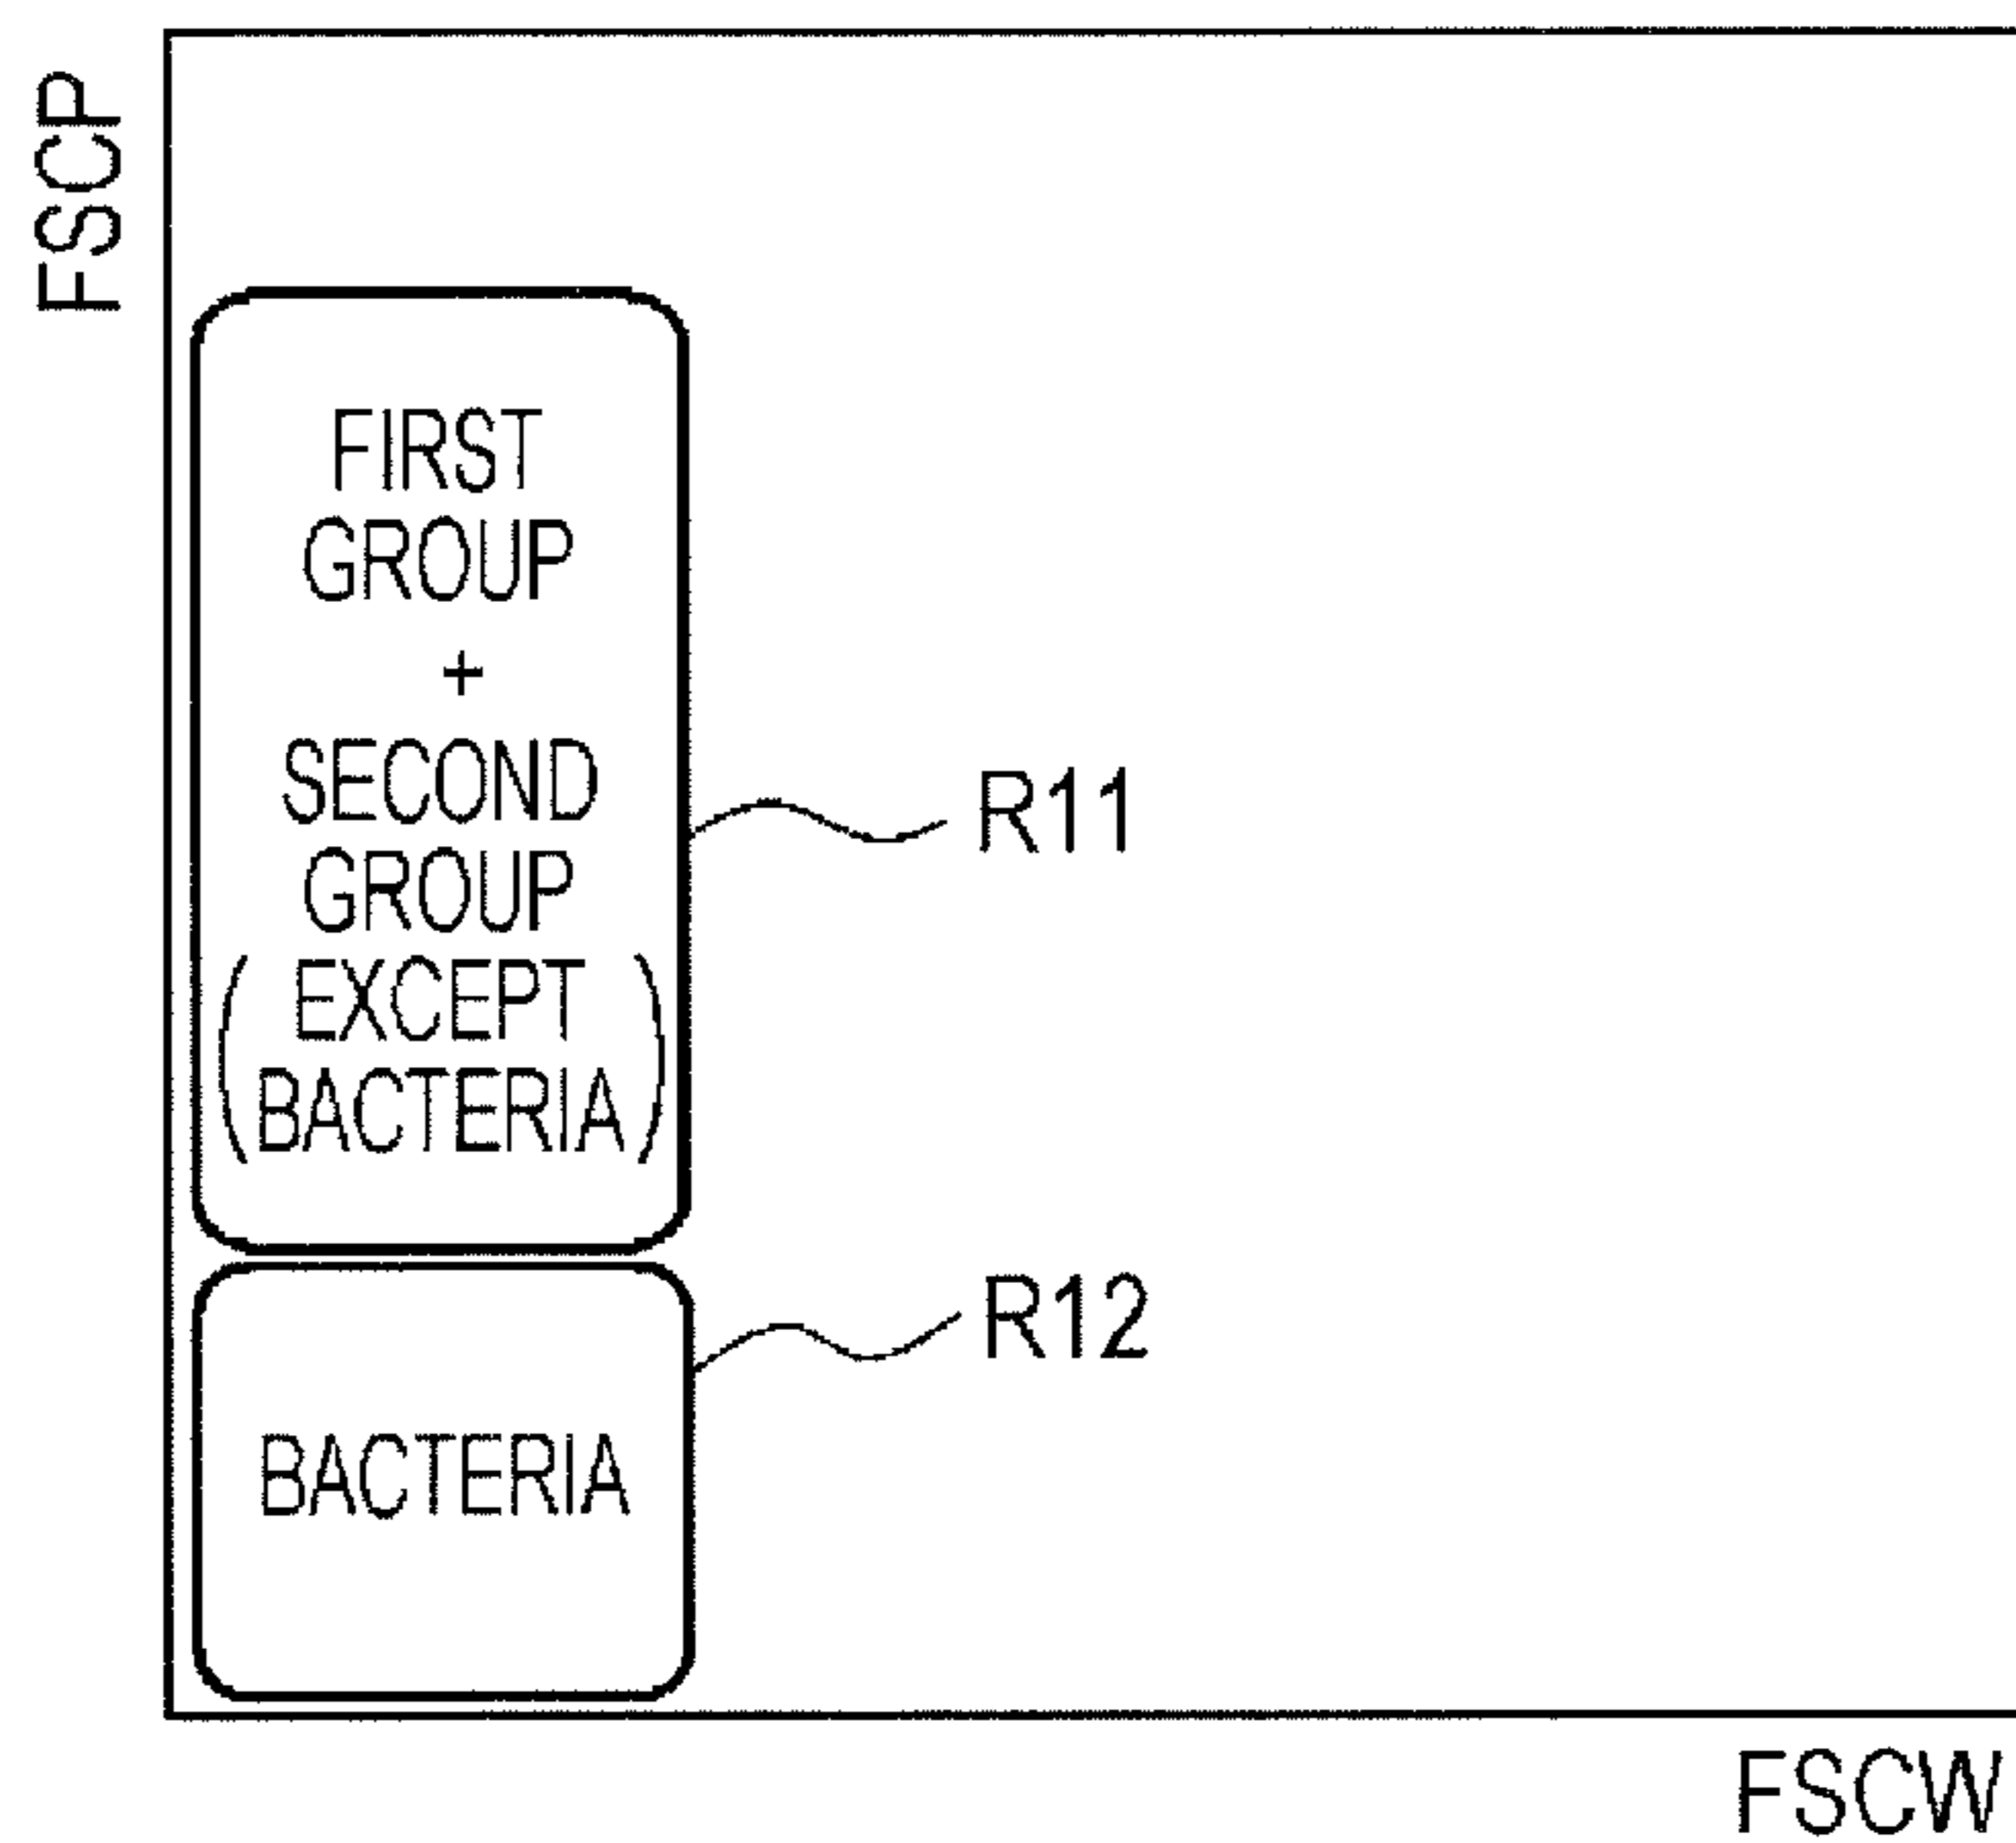 FSCP
FIRST
GROUP
+
SECOND
GROUP
(EXCEPT
BACTERIA)
R11
R12
BACTERIA
FSCW